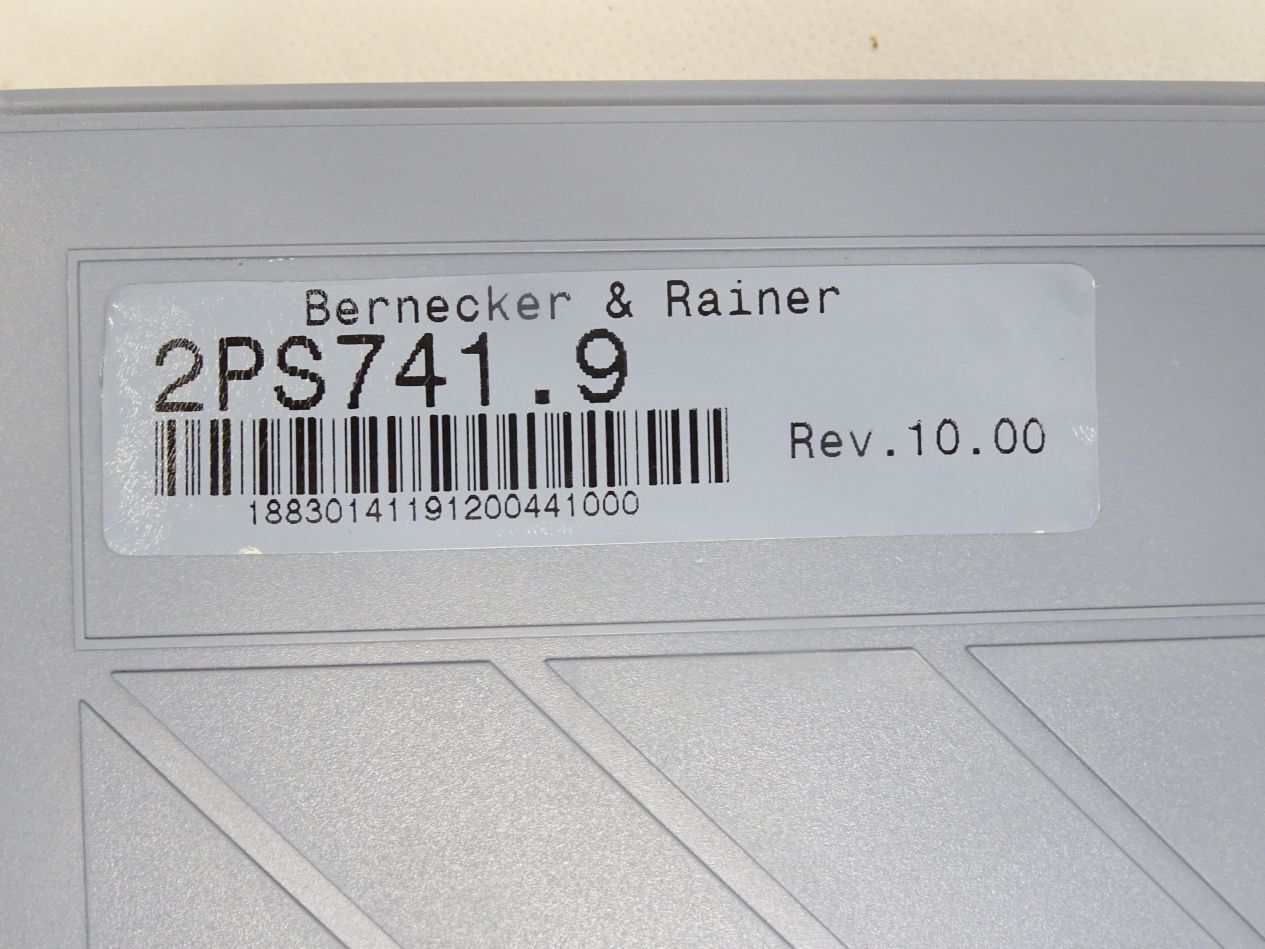 Bernecker & Rainer
2PS741.9
Rev.10.00
18830141191200441000